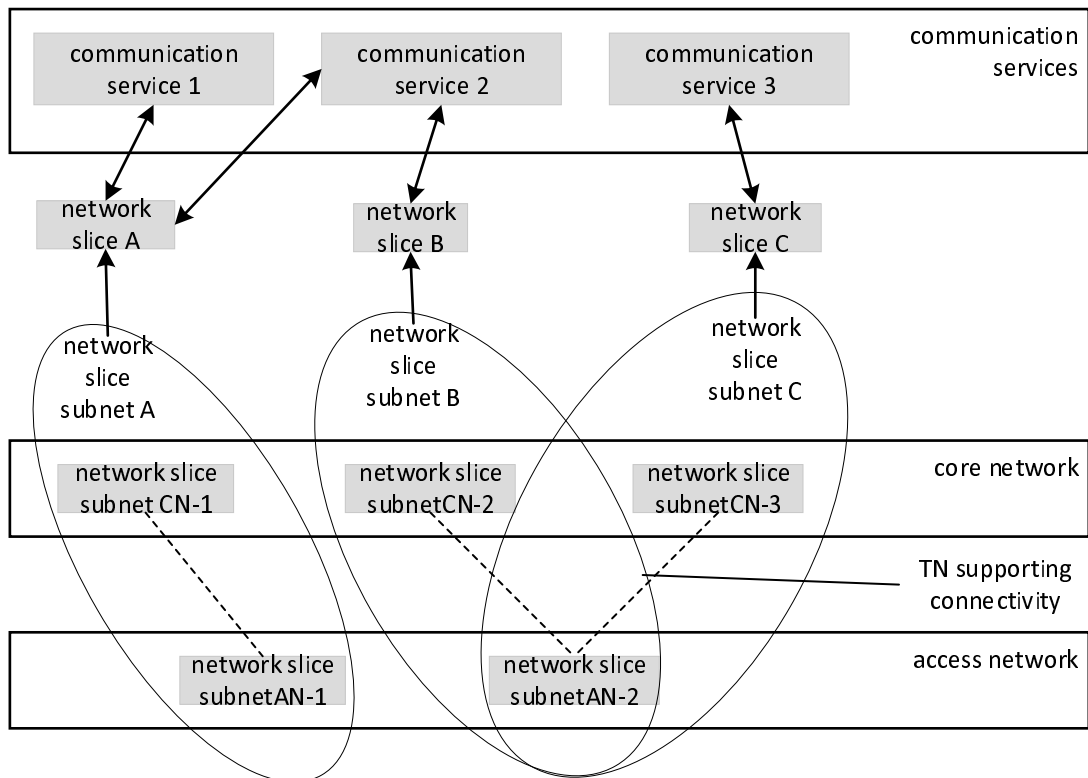 communication
service 1
communication
service 2
communication
service 3
communication
services
network
slice A
network
slice B
network
slice C
network
slice
subnet A
network
slice
subnet B
network
slice
subnet C
network slice
subnet CN-1
network slice
subnetCN-2
network slice
subnetCN-3
core network
TN supporting
connectivity
network slice
subnetAN-1
network slice
subnetAN-2
access network